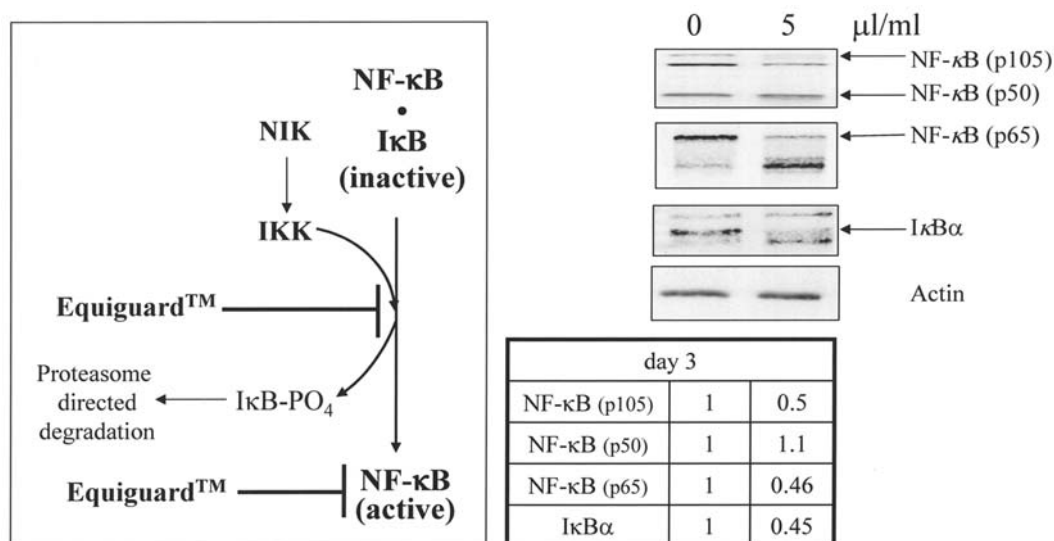 NF-κB
•
IκB
(inactive)
NIK
IKK
Equiguard™
Proteasome
directed
degradation
IκB-PO₄
Equiguard™
NF-κB
(active)
0 5 μl/ml
NF-κB (p105)
NF-κB (p50)
NF-κB (p65)
IκBα
Actin
day 3
NF-κB (p105) 1 0.5
NF-κB (p50) 1 1.1
NF-κB (p65) 1 0.46
IκBα 1 0.45